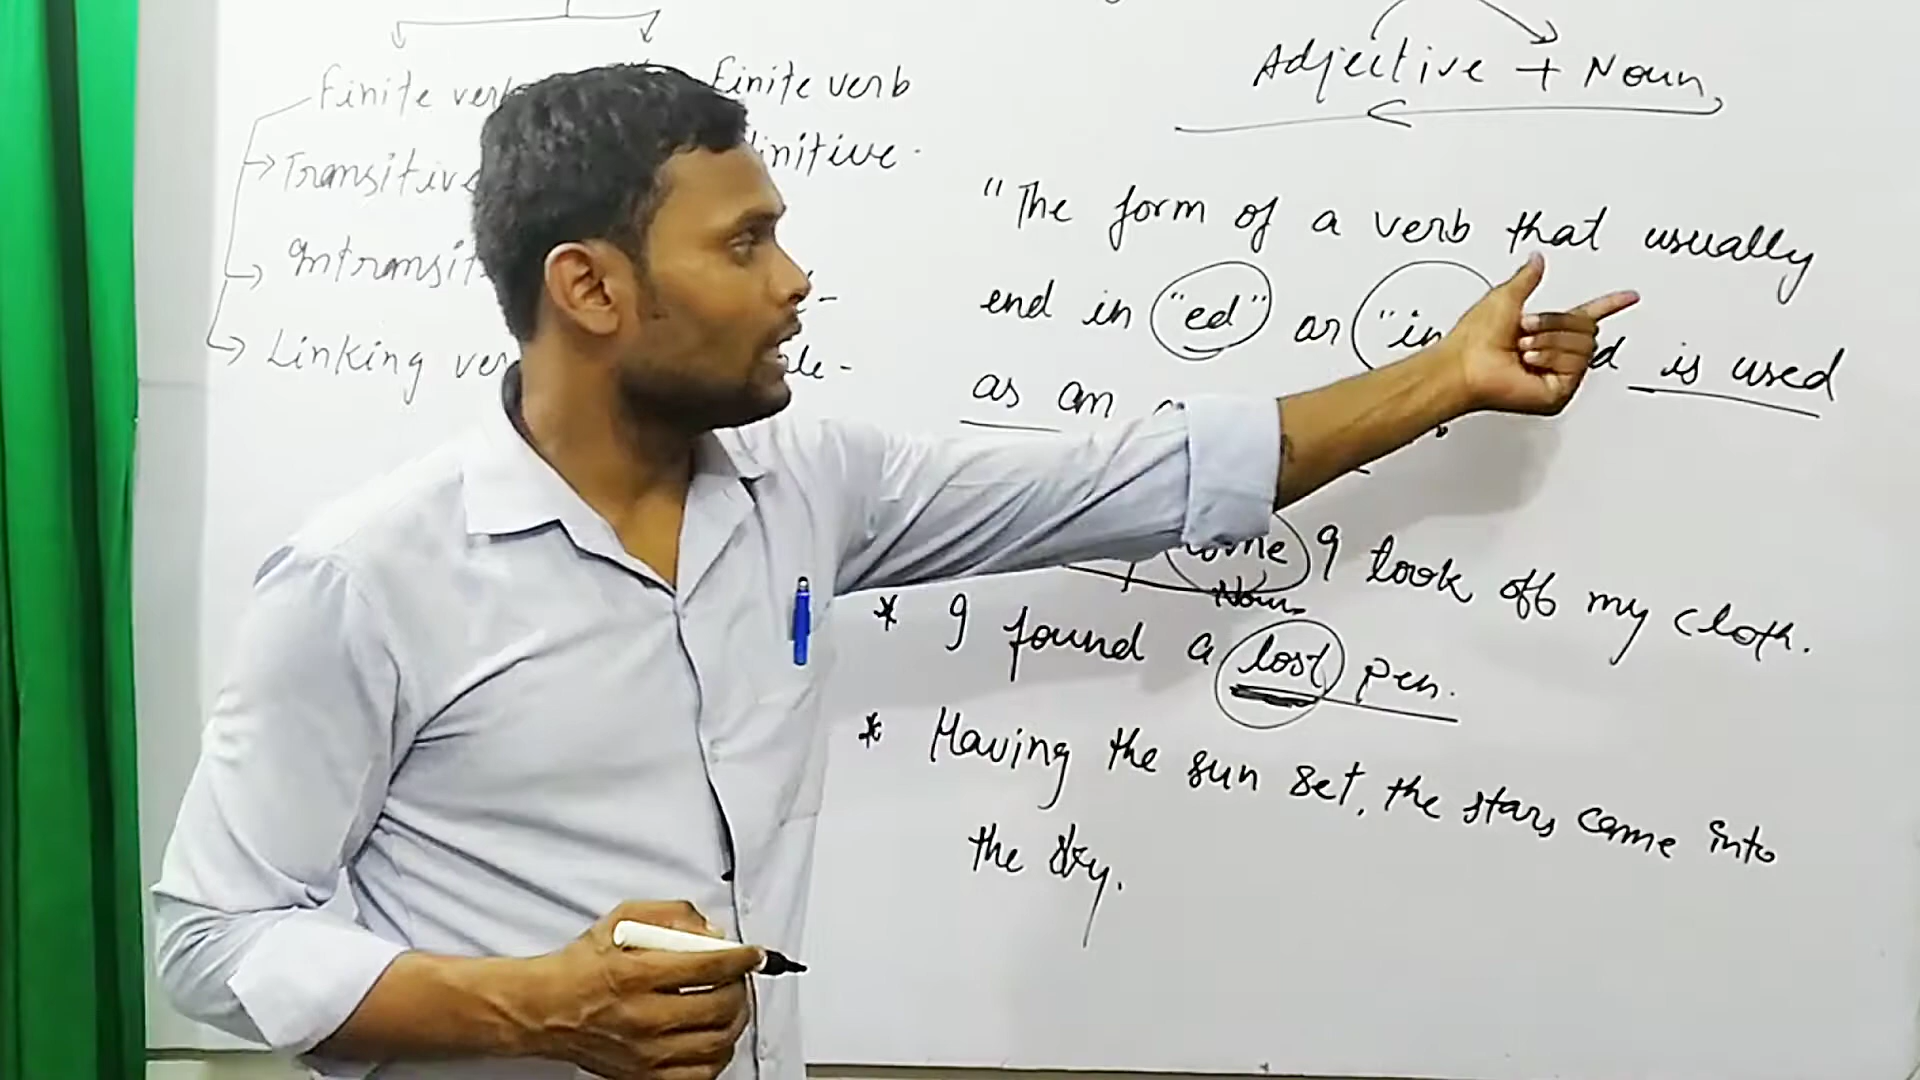 Finite verb
Finite verb
Transitive
Linking
Adjective + Noun
"The form of a verb that usually
end in "ed" or is used
as an
I took off my cloth.
Noun
* I found a lost pen.
* Having the sun set, the stars came into
the sky.